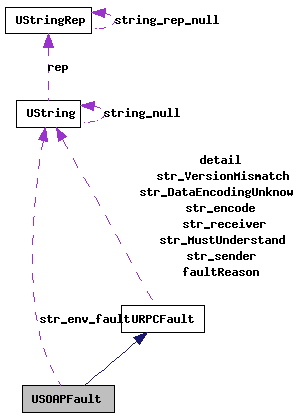 UStringRep
string_rep_null
rep
UString
string_null
detail
str_VersionMismatch
str_DataEncodingUnknow
str_encode
str_receiver
str_MustUnderstand
str_sender
faultReason
str_env_fault
URPCFault
USOAPFault